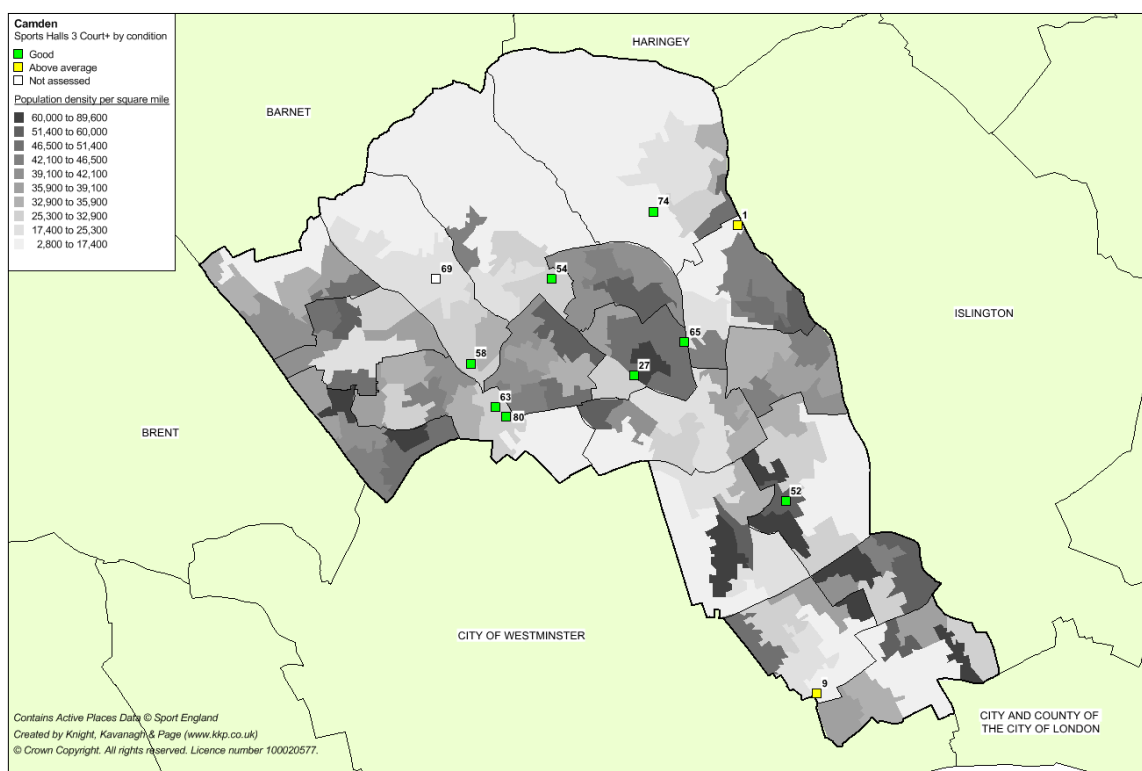 Camden
Sports Halls 3 Court+ by condition
Good
Above average
Not assessed
Population density per square mile
60,000 to 89,600
51,400 to 60,000
46,500 to 51,400
42,100 to 46,500
39,100 to 42,100
35,900 to 39,100
32,900 to 35,900
25,300 to 32,900
17,400 to 25,300
2,800 to 17,400
HARINGEY
BARNET
74
1
69
54
ISLINGTON
65
58
27
63
80
BRENT
52
CITY OF WESTMINSTER
9
CITY AND COUNTY OF
THE CITY OF LONDON
Contains Active Places Data © Sport England
Created by Knight, Kavanagh & Page (www.kkp.co.uk)
© Crown Copyright. All rights reserved. Licence number 100020577.